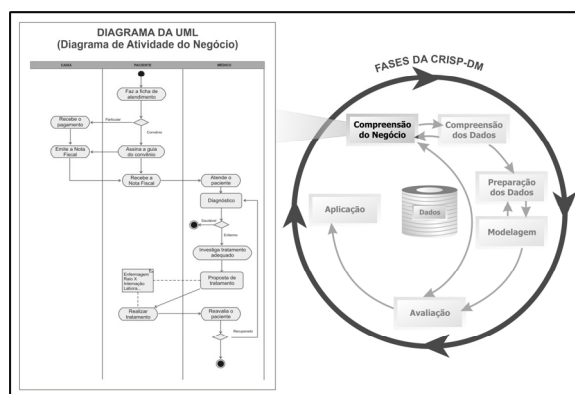 DIAGRAMA DA UML
(Diagrama de Atividade do Negócio)
CAIXA
PACIENTE
MÉDICO
Faz a ficha de
atendimento
Recebe o
pagamento
Particular
Convênio
Emite a Nota
Fiscal
Assina a guia
do convênio
Recebe a
Nota Fiscal
Atende o
paciente
Diagnóstico
Saudável
Enfermo
Investiga tratamento
adequado
Enfermagem
Raio X
Internação
Labora...
Proposta de
tratamento
Realizar
tratamento
Reavalia o
paciente
Recuperado
FASES DA CRISP-DM
Compreensão
do Negócio
Compreensão
dos Dados
Preparação
dos Dados
Modelagem
Dados
Aplicação
Avaliação